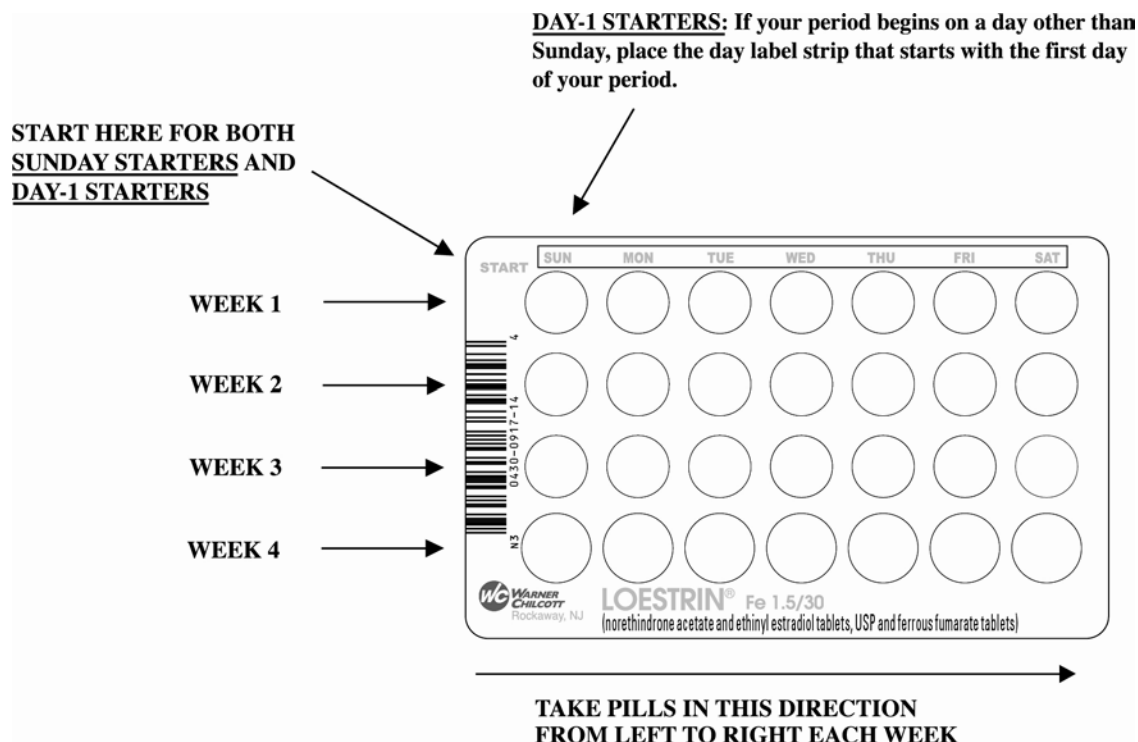 DAY-1 STARTERS: If your period begins on a day other than
Sunday, place the day label strip that starts with the first day
of your period.
START HERE FOR BOTH
SUNDAY STARTERS AND
DAY-1 STARTERS
START SUN MON TUE WED THU FRI SAT
WEEK 1
WEEK 2
WEEK 3
WEEK 4
4
0430-0917-14
N3
WC WARNER
CHILCOTT
Rockaway, NJ
LOESTRIN® Fe 1.5/30
(norethindrone acetate and ethinyl estradiol tablets, USP and ferrous fumarate tablets)
TAKE PILLS IN THIS DIRECTION
FROM LEFT TO RIGHT EACH WEEK